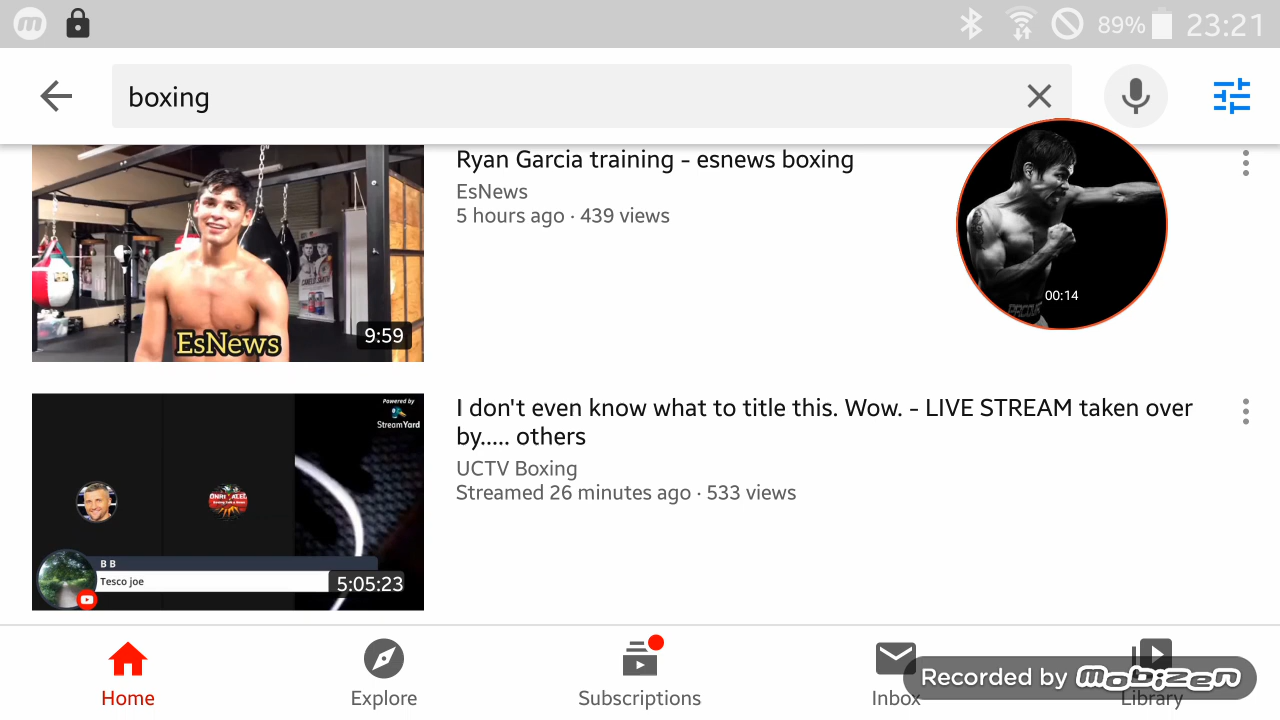 89% 23:21
boxing
Ryan Garcia training - esnews boxing
EsNews
5 hours ago · 439 views
00:14
EsNews
9:59
Powered by
StreamYard
I don't even know what to title this. Wow. - LIVE STREAM taken over
by..... others
UCTV Boxing
Streamed 26 minutes ago · 533 views
B B
Tesco joe
5:05:23
Home
Explore
Subscriptions
Inbox
Library
Recorded by mobizen